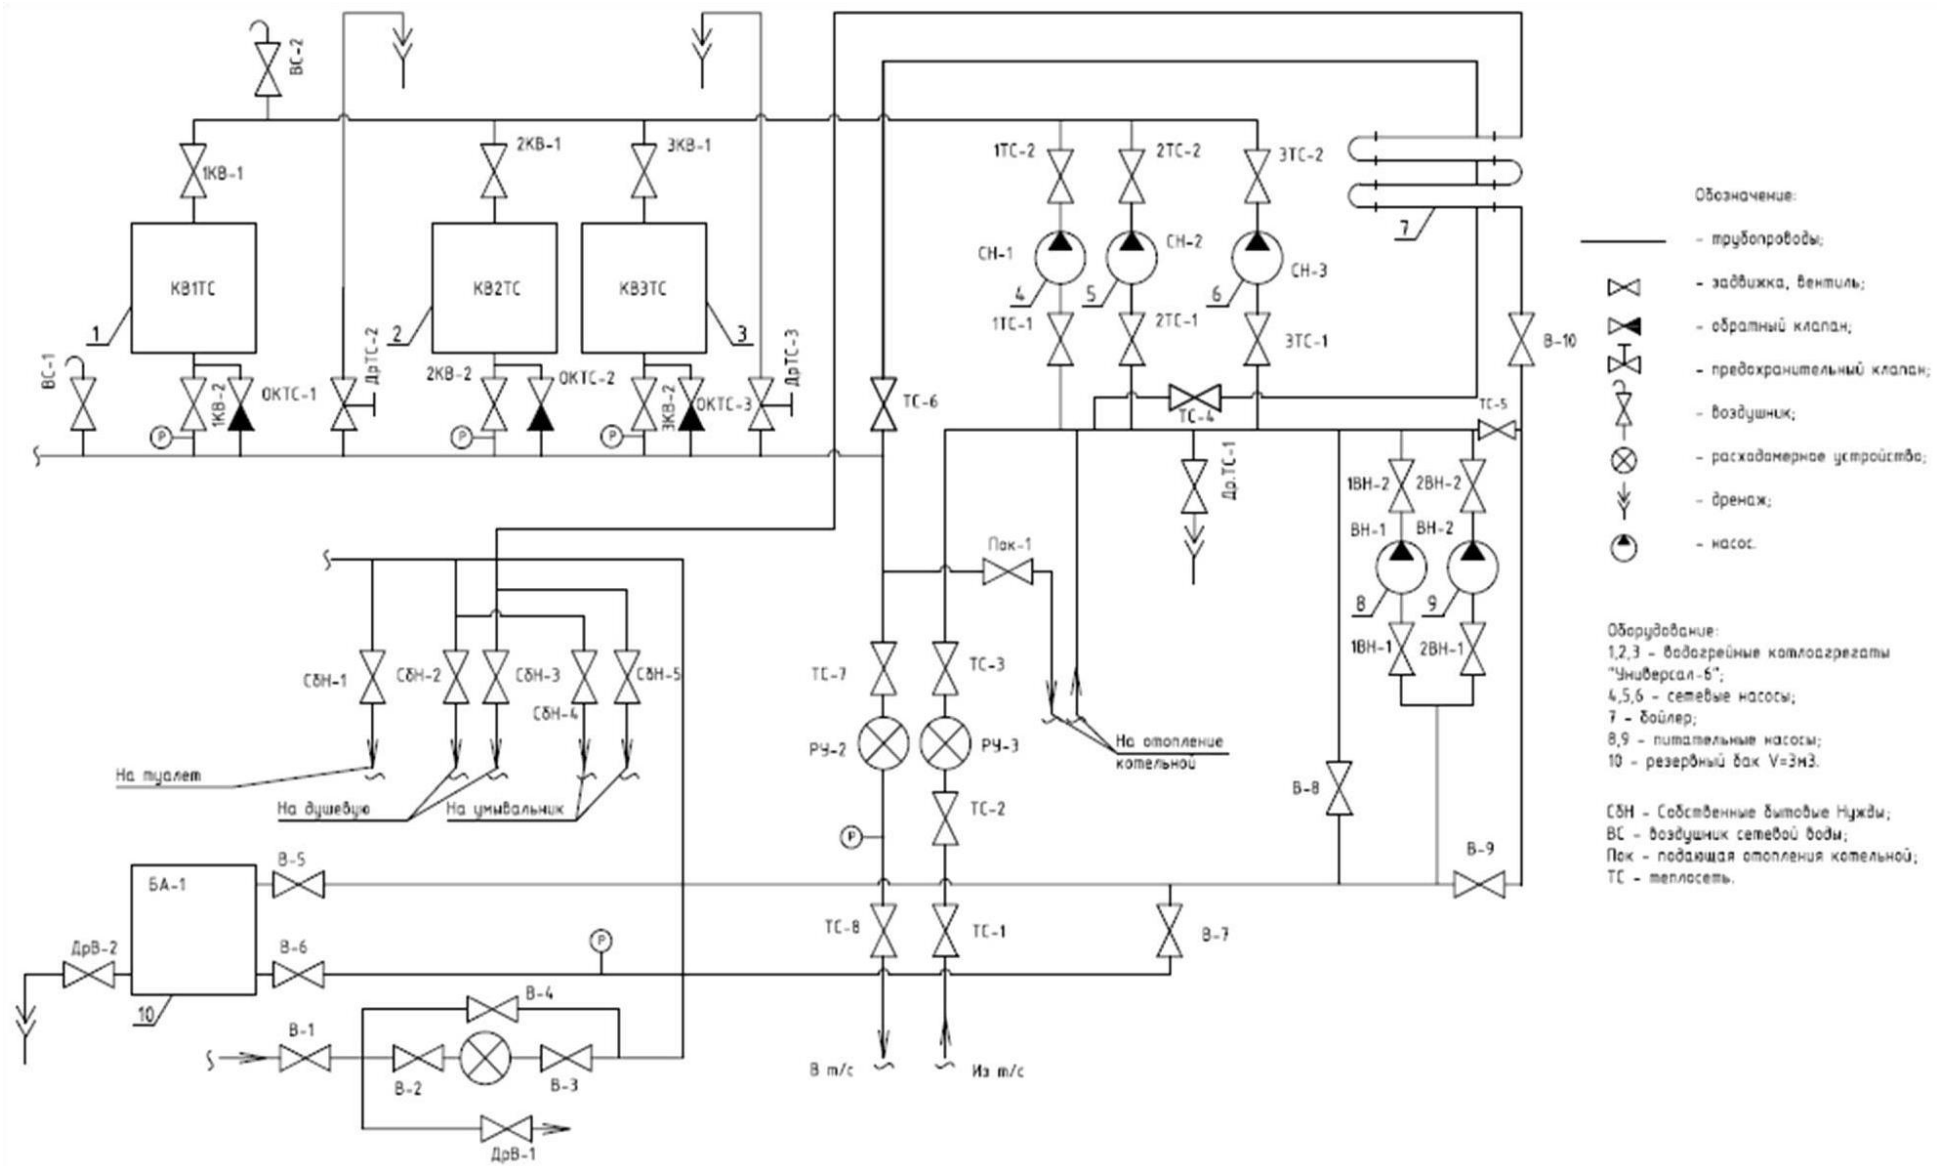 ВС-2
1КВ-1
2КВ-1
3КВ-1
1ТС-2
2ТС-2
3ТС-2
КВ1ТС
КВ2ТС
КВ3ТС
1
2
3
СН-1
СН-2
СН-3
4
5
6
7
1ТС-1
2ТС-1
3ТС-1
В-10
ВС-1
1КВ-2
ОКТС-1
ДрТС-2
2КВ-2
ОКТС-2
3КВ-2
ОКТС-3
ДрТС-3
Р
Р
Р
ТС-6
ТС-4
ТС-5
Др.ТС-1
1ВН-2
2ВН-2
ВН-1
ВН-2
8
9
1ВН-1
2ВН-1
Пок-1
СбН-1
СбН-2
СбН-3
СбН-4
СбН-5
ТС-7
ТС-3
РУ-2
РУ-3
На отопление
котельной
На туалет
На душевую
На умывальник
ТС-2
Р
В-8
В-9
БА-1
В-5
ТС-8
ТС-1
В-7
ДрВ-2
В-6
Р
10
В-4
В-1
В-2
В-3
ДрВ-1
В т/с
Из т/с
Обозначение:
- трубопроводы;
- задвижка, вентиль;
- обратный клапан;
- предохранительный клапан;
- воздушник;
- расходомерное устройство;
- дренаж;
- насос.
Оборудование:
1,2,3 - водогрейные котлоагрегаты
"Универсал-6";
4,5,6 - сетевые насосы;
7 - бойлер;
8,9 - питательные насосы;
10 - резервный бак V=3м3.
СбН - Собственные бытовые Нужды;
ВС - воздушник сетевой воды;
Пок - подающая отопления котельной;
ТС - теплосеть.